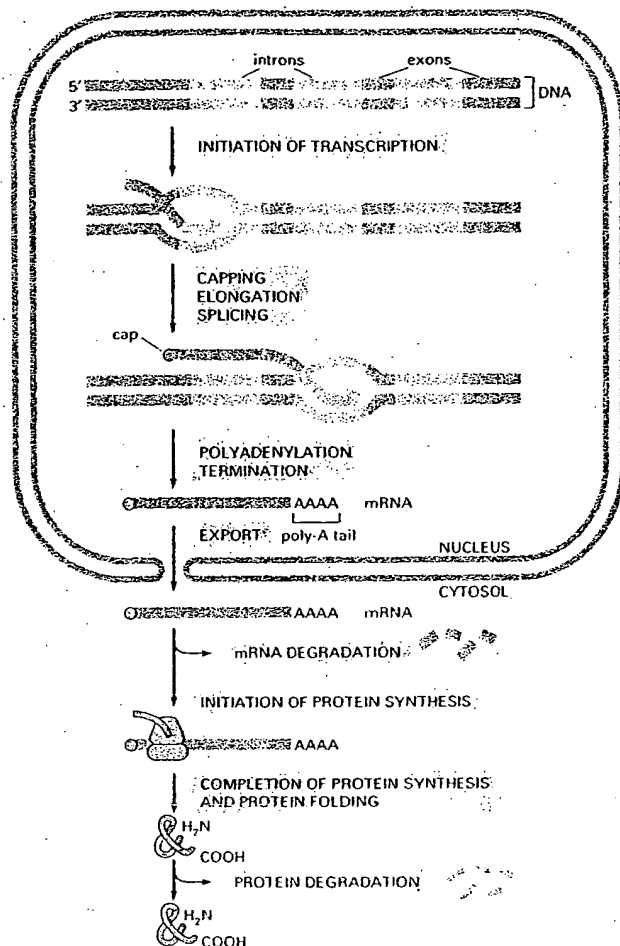 introns exons
5′
3′
DNA
INITIATION OF TRANSCRIPTION
CAPPING
ELONGATION
SPLICING
cap
POLYADENYLATION
TERMINATION
AAAA mRNA
EXPORT poly-A tail
NUCLEUS
CYTOSOL
AAAA mRNA
mRNA DEGRADATION
INITIATION OF PROTEIN SYNTHESIS
AAAA
COMPLETION OF PROTEIN SYNTHESIS
AND PROTEIN FOLDING
H₂N
COOH
PROTEIN DEGRADATION
H₂N
COOH